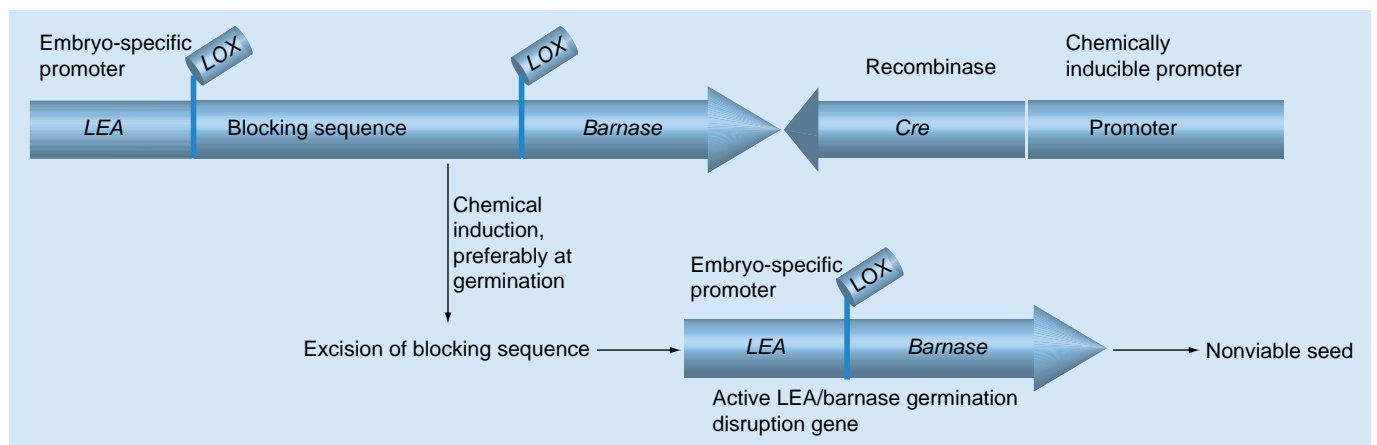 Embryo-specific
promoter
LOX
LOX
Recombinase
Chemically
inducible promoter
LEA
Blocking sequence
Barnase
Cre
Promoter
Chemical
induction,
preferably at
germination
Embryo-specific
promoter
LOX
Excision of blocking sequence
LEA
Barnase
Nonviable seed
Active LEA/barnase germination
disruption gene